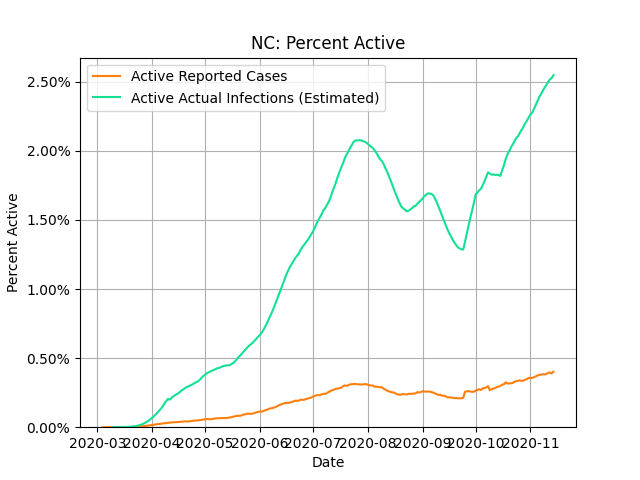 NC: Percent Active
Active Reported Cases
Active Actual Infections (Estimated)
Percent Active
2.50%
2.00%
1.50%
1.00%
0.50%
0.00%
2020-03 2020-04 2020-05 2020-06 2020-07 2020-08 2020-09 2020-10 2020-11
Date